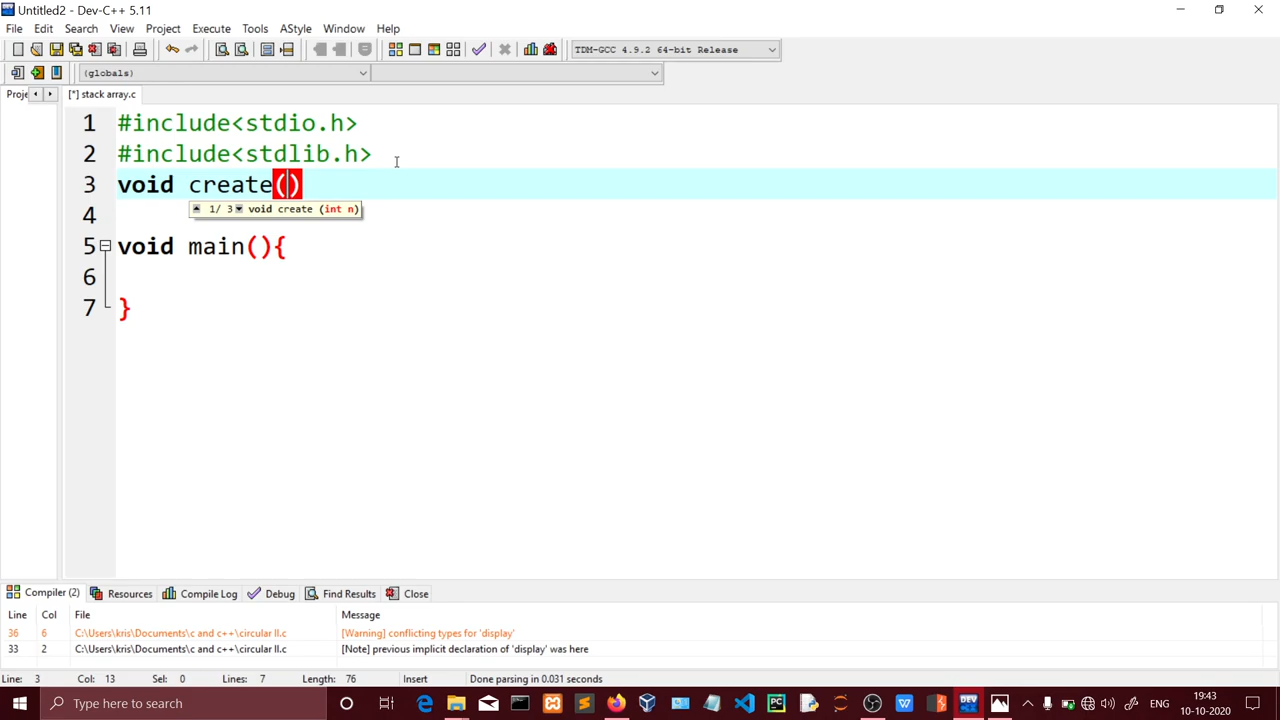 Untitled2 - Dev-C++ 5.11
File Edit Search View Project Execute Tools AStyle Window Help
TDM-GCC 4.9.2 64-bit Release
(globals)
Proje [*] stack array.c
1 #include<stdio.h>
2 #include<stdlib.h>
3 void create()
1/ 3 void create (int n)
4
5 void main(){
6
7 }
Compiler (2) Resources Compile Log Debug Find Results Close
Line Col File Message
36 6 C:\Users\kris\Documents\c and c++\circular ll.c [Warning] conflicting types for 'display'
33 2 C:\Users\kris\Documents\c and c++\circular ll.c [Note] previous implicit declaration of 'display' was here
Line: 3 Col: 13 Sel: 0 Lines: 7 Length: 76 Insert Done parsing in 0.031 seconds
Type here to search
DEV
ENG
19:43
10-10-2020